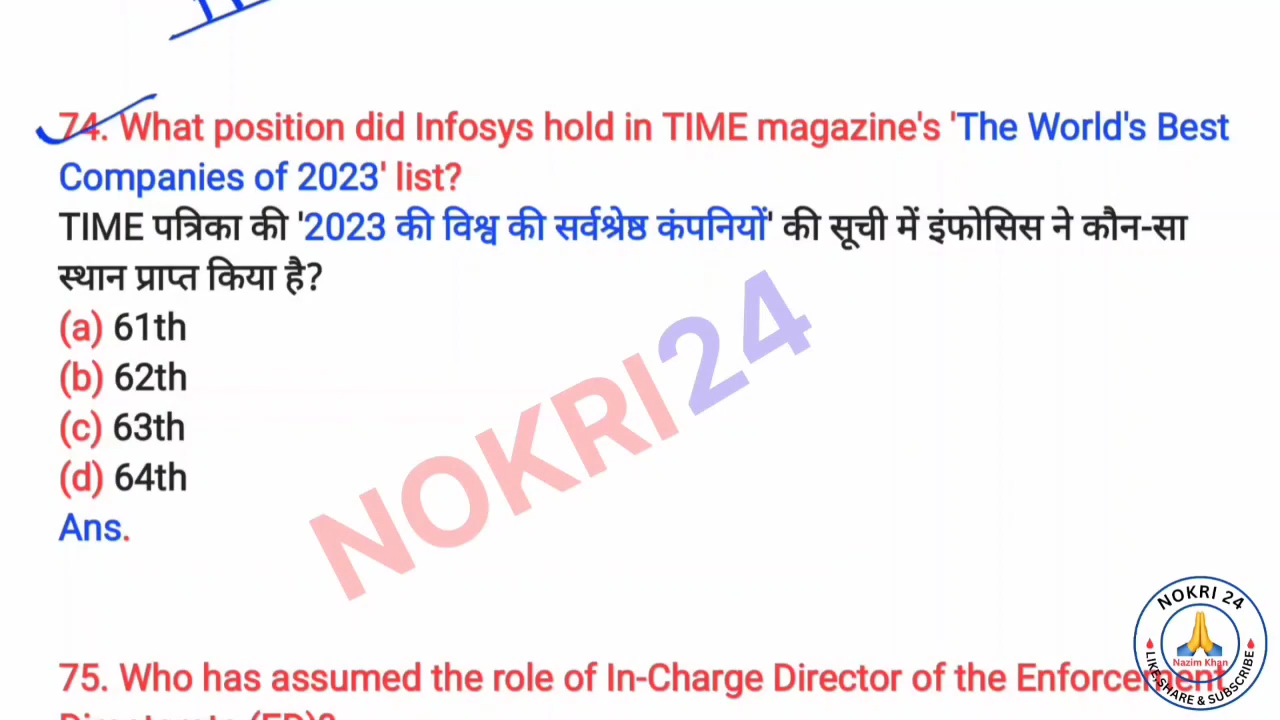 74. What position did Infosys hold in TIME magazine's 'The World's Best
Companies of 2023' list?
TIME पत्रिका की '2023 की विश्व की सर्वश्रेष्ठ कंपनियों' की सूची में इंफोसिस ने कौन-सा
स्थान प्राप्त किया है?
(a) 61th
(b) 62th
(c) 63th
(d) 64th
Ans.
NOKRI24
NOKRI 24
Nazim Khan
LIKE,SHARE & SUBSCRIBE
75. Who has assumed the role of In-Charge Director of the Enforcement
Directorate (ED)?